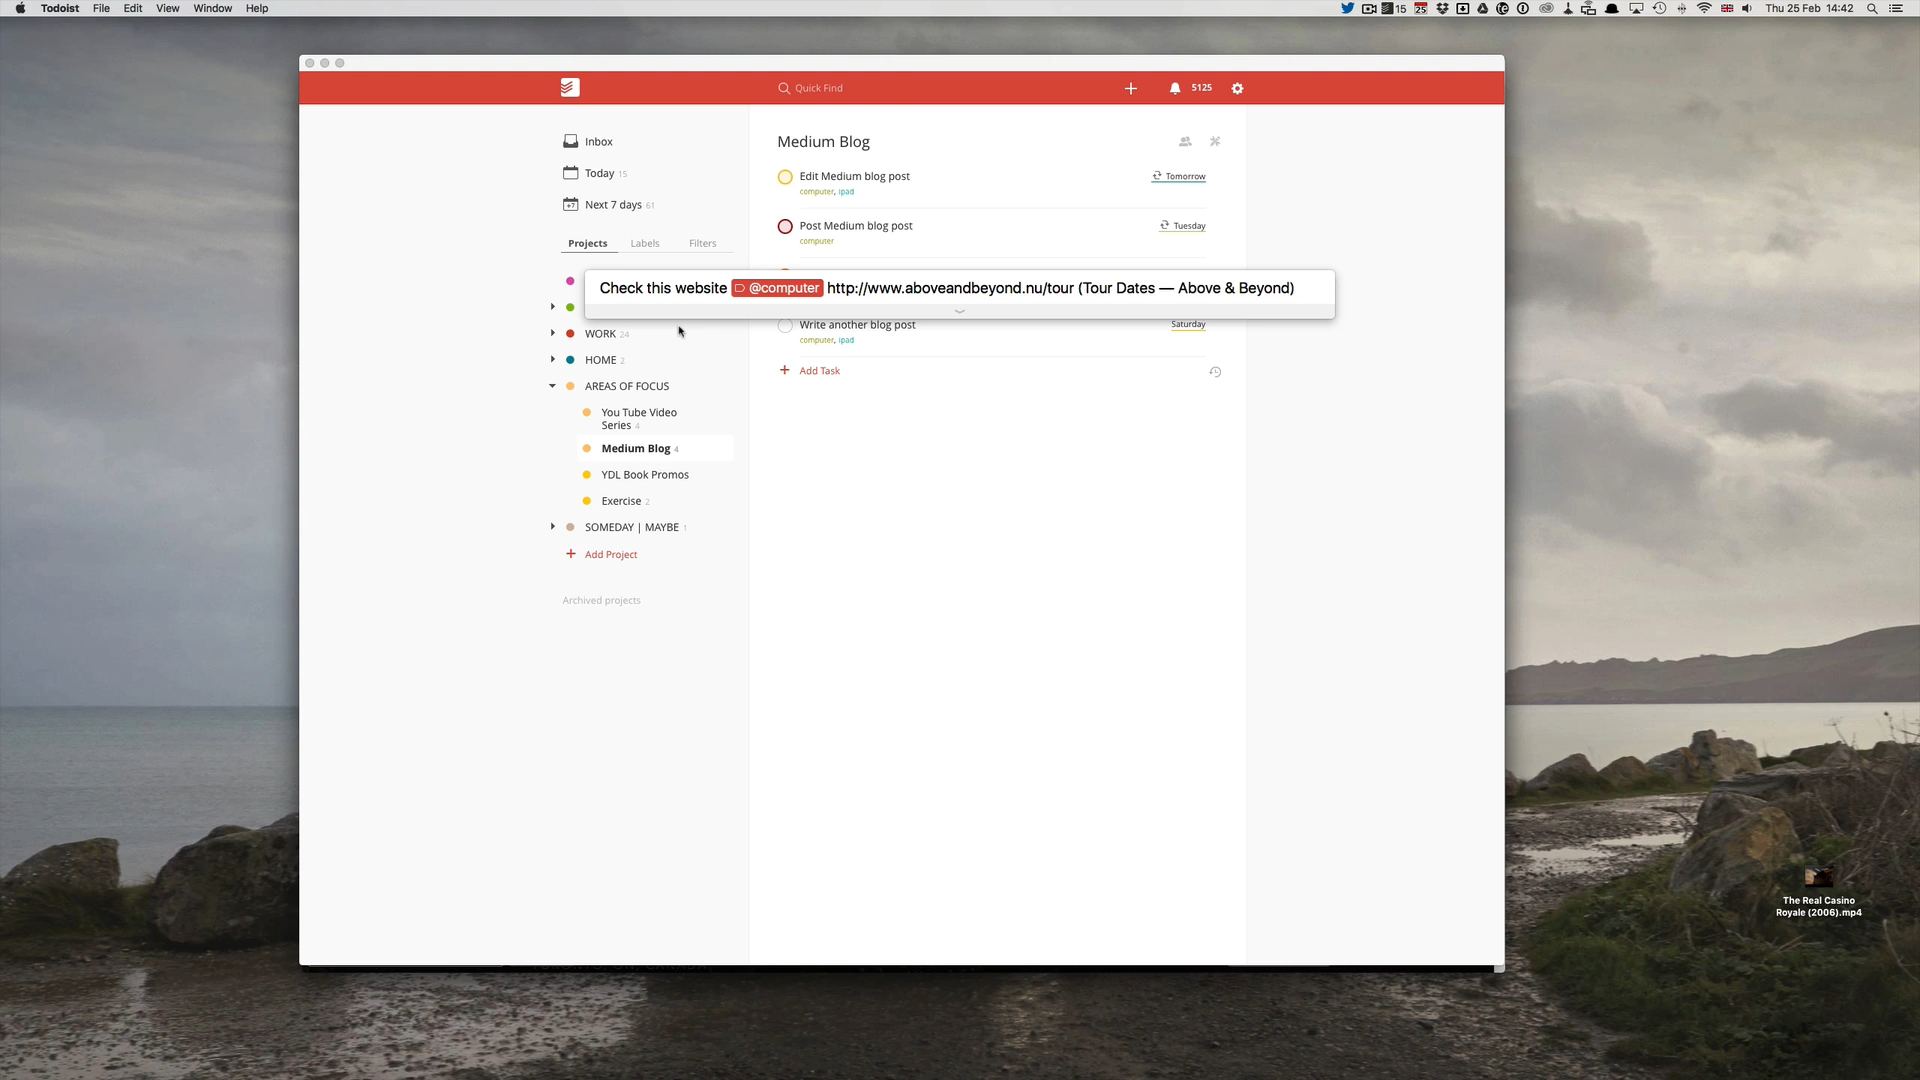 Todoist File Edit View Window Help
15 25 Thu 25 Feb 14:42
Quick Find
5125
Inbox
Today 15
Next 7 days 61
Projects Labels Filters
WORK 24
HOME 2
AREAS OF FOCUS
You Tube Video
Series 4
Medium Blog 4
YDL Book Promos
Exercise 2
SOMEDAY | MAYBE 1
Add Project
Archived projects
Medium Blog
Edit Medium blog post Tomorrow
computer, ipad
Post Medium blog post Tuesday
computer
Check this website @computer http://www.aboveandbeyond.nu/tour (Tour Dates — Above & Beyond)
Write another blog post Saturday
computer, ipad
Add Task
The Real Casino
Royale (2006).mp4